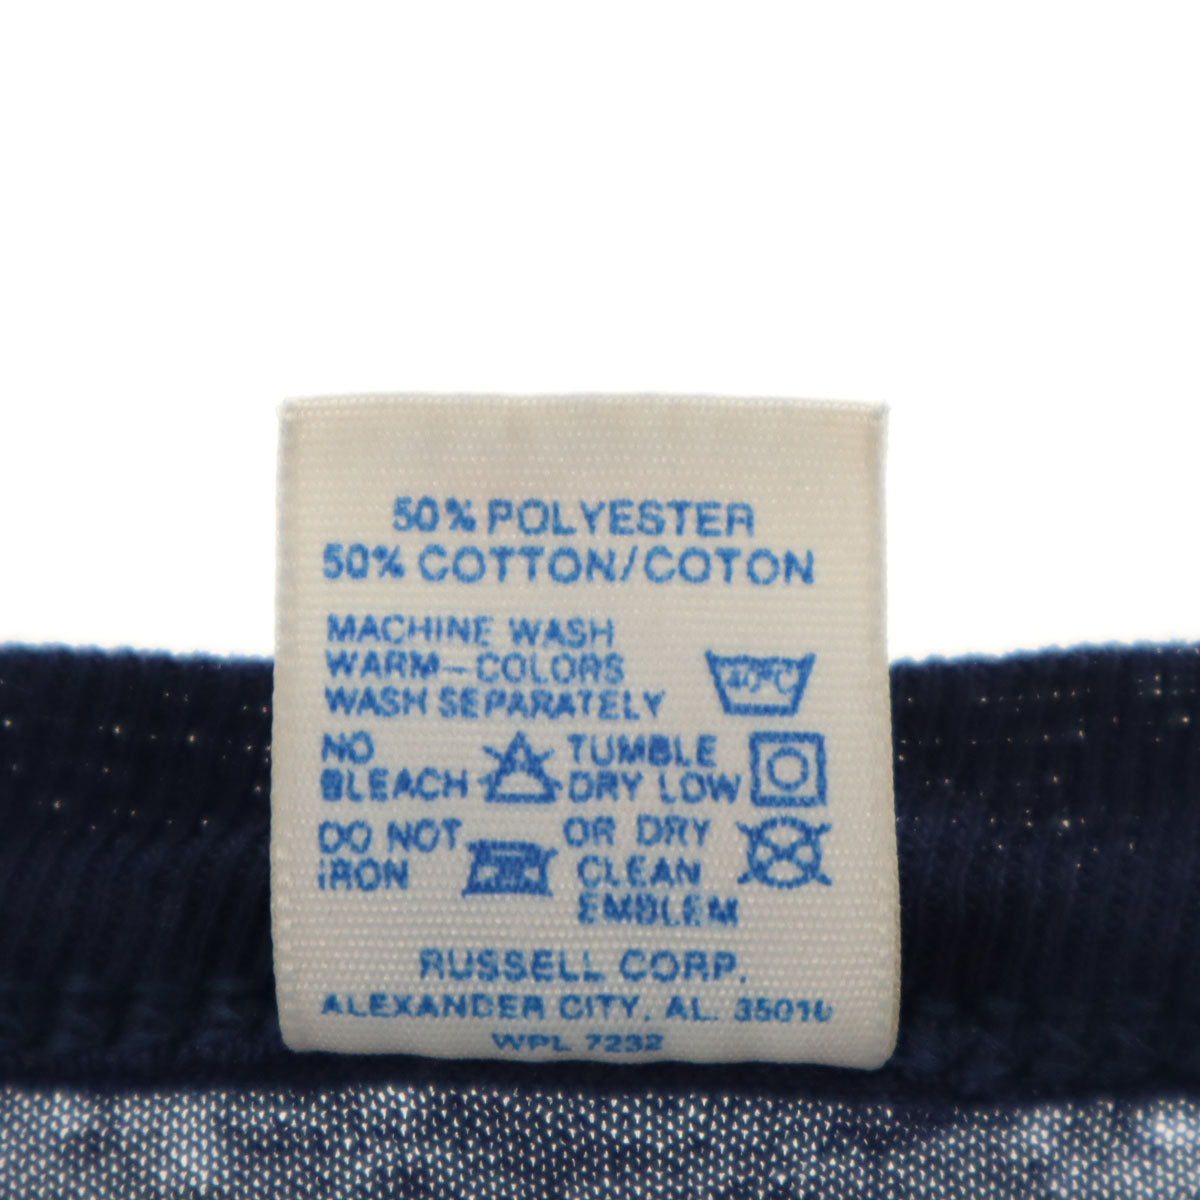 50% POLYESTER
50% COTTON/COTON
MACHINE WASH
WARM-COLORS
WASH SEPARATELY
40°C
NO
BLEACH
TUMBLE
DRY LOW
DO NOT
IRON
OR DRY
CLEAN
EMBLEM
RUSSELL CORP.
ALEXANDER CITY, AL. 35010
WPL 7232